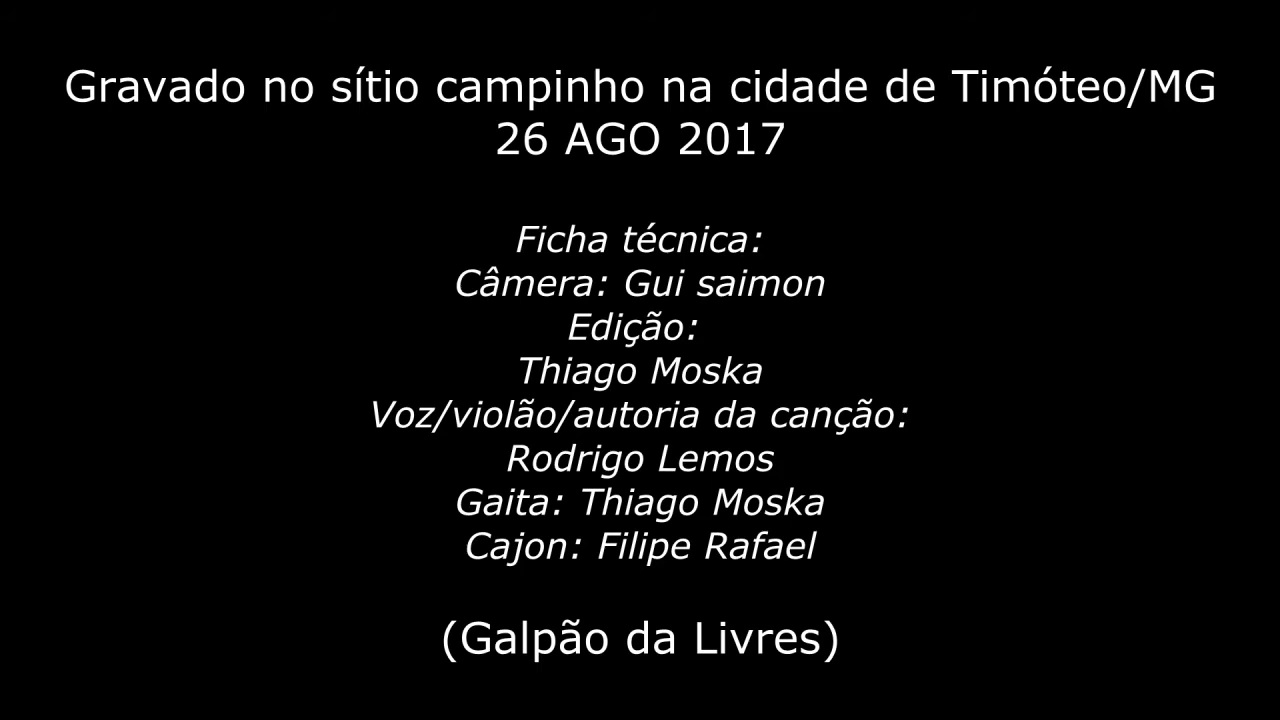 Gravado no sítio campinho na cidade de Timóteo/MG
26 AGO 2017
Ficha técnica:
Câmera: Gui saimon
Edição:
Thiago Moska
Voz/violão/autoria da canção:
Rodrigo Lemos
Gaita: Thiago Moska
Cajon: Filipe Rafael
(Galpão da Livres)